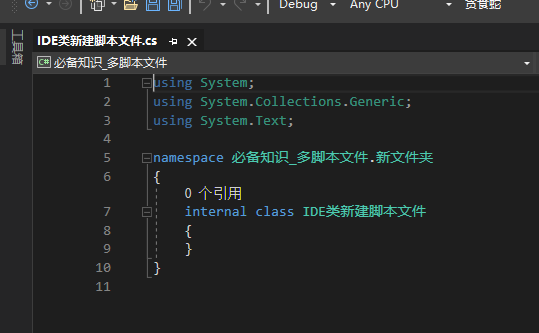 Debug Any CPU 贪食蛇
工具箱
IDE类新建脚本文件.cs
C# 必备知识_多脚本文件
1 using System;
2 using System.Collections.Generic;
3 using System.Text;
4
5 namespace 必备知识_多脚本文件.新文件夹
6 {
0 个引用
7 internal class IDE类新建脚本文件
8 {
9 }
10 }
11